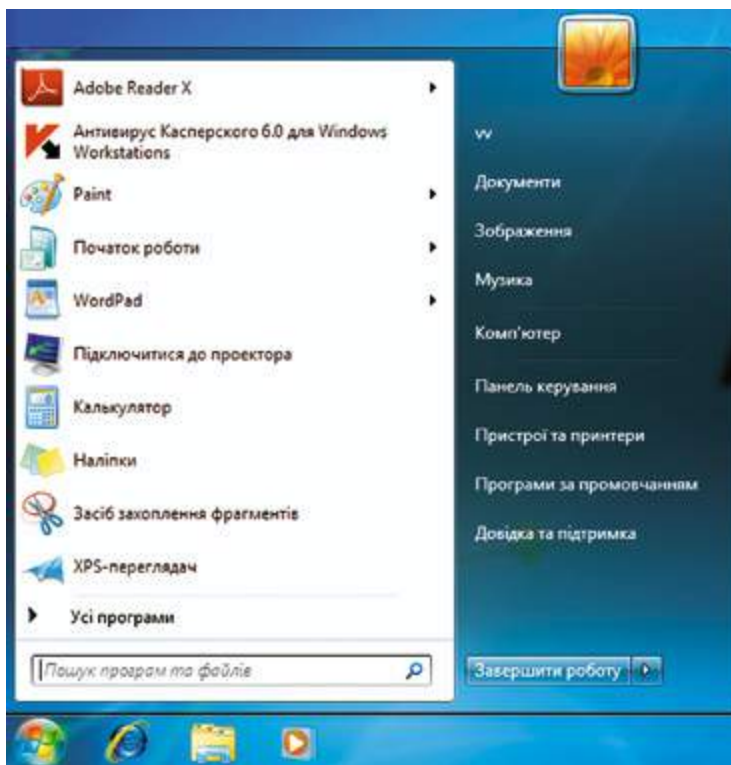 Adobe Reader X
Антивирус Касперского 6.0 для Windows
Workstations
Paint
Початок роботи
WordPad
Підключитися до проектора
Калькулятор
Наліпки
Засіб захоплення фрагментів
XPS-переглядач
Усі програми
Пошук програм та файлів
vv
Документи
Зображення
Музика
Комп'ютер
Панель керування
Пристрої та принтери
Програми за промовчанням
Довідка та підтримка
Завершити роботу